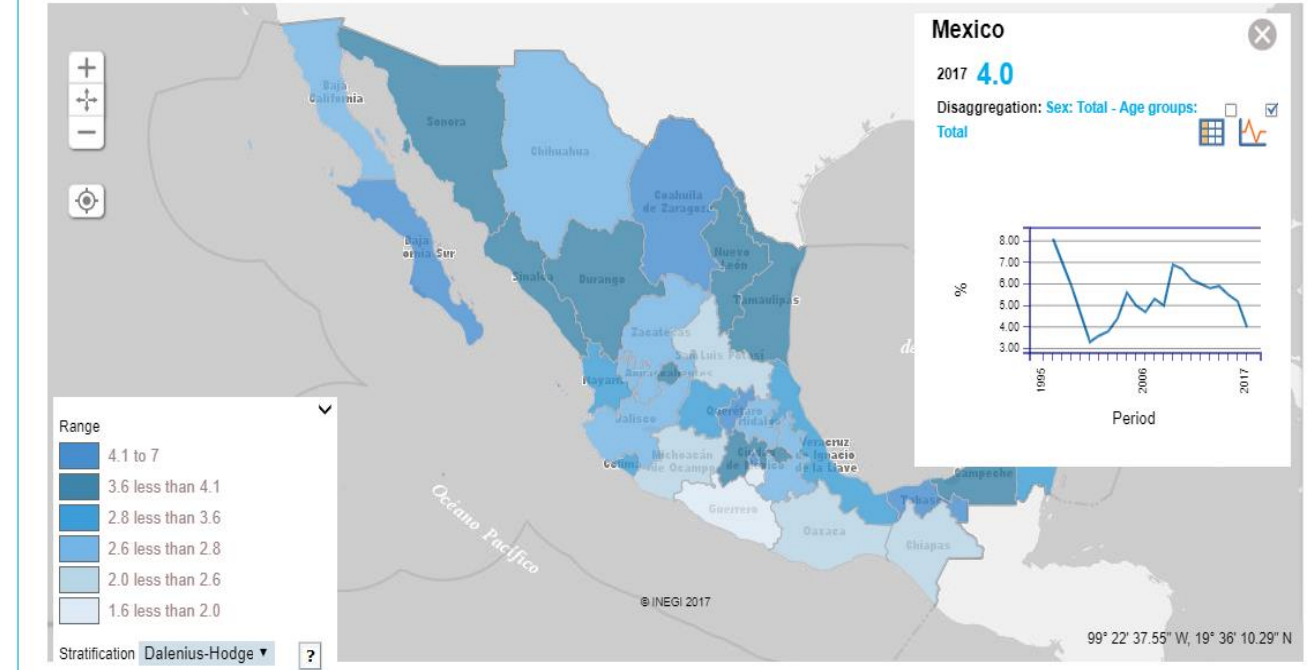 Mexico
2017 4.0
Disaggregation: Sex: Total - Age groups:
Total
8.00
7.00
6.00
5.00
4.00
3.00
%
1995
2006
2017
Period
Baja
California
Sonora
Chihuahua
Coahuila
de Zaragoza
Baja
ornia Sur
Sinaloa
Durango
Nuevo
León
Tamaulipas
Zacatecas
San Luis Potosí
Nayarit
Aguascalientes
Jalisco
Querétaro
Hidalgo
Veracruz
de Ignacio
de la Llave
Colima
Michoacán
de Ocampo
de México
Guerrero
Oaxaca
Tabasco
Campeche
Chiapas
Océano Pacífico
© INEGI 2017
99° 22' 37.55" W, 19° 36' 10.29" N
Range
4.1 to 7
3.6 less than 4.1
2.8 less than 3.6
2.6 less than 2.8
2.0 less than 2.6
1.6 less than 2.0
Stratification Dalenius-Hodge ?